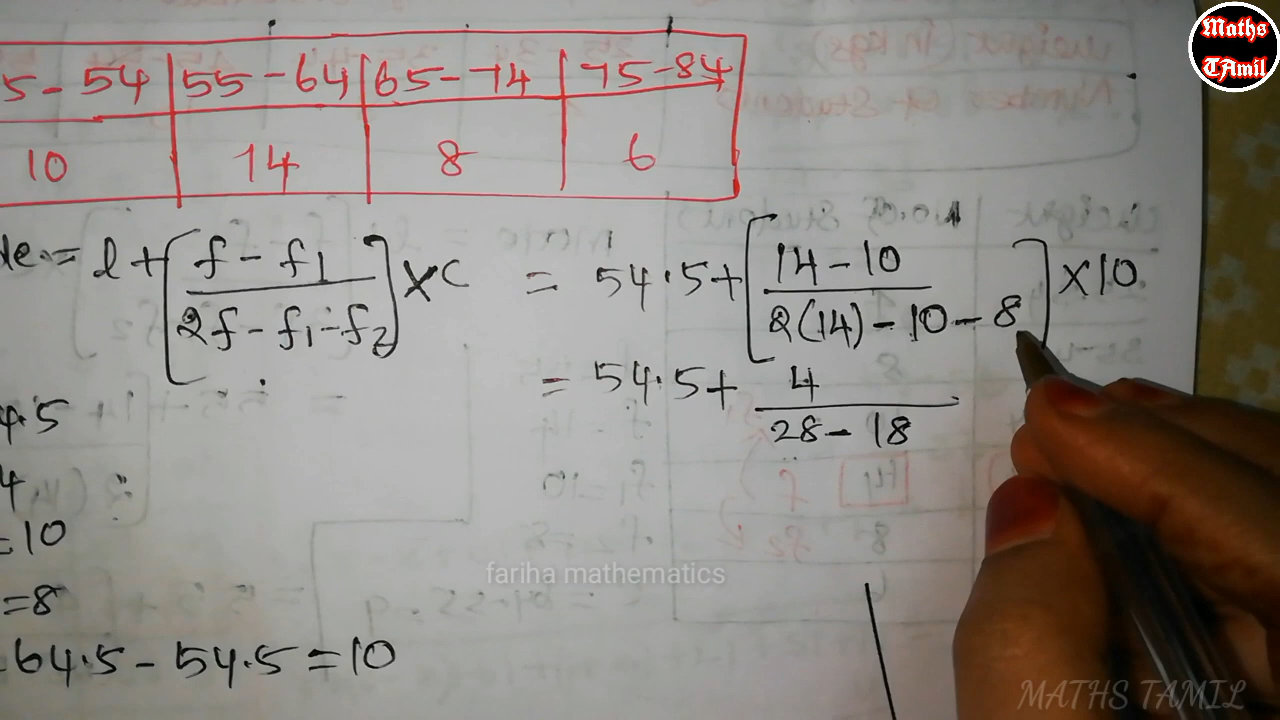 Maths
TAmil
5-54 55-64 65-74 75-84
10 14 8 6
de = l + [f - f1 / 2f - f1 - f2] × c = 54.5 + [14 - 10 / 2(14) - 10 - 8] × 10
= 54.5 + 4 / 28 - 18
4.5
4
=10
=8
64.5 - 54.5 = 10
fariha mathematics
MATHS TAMIL